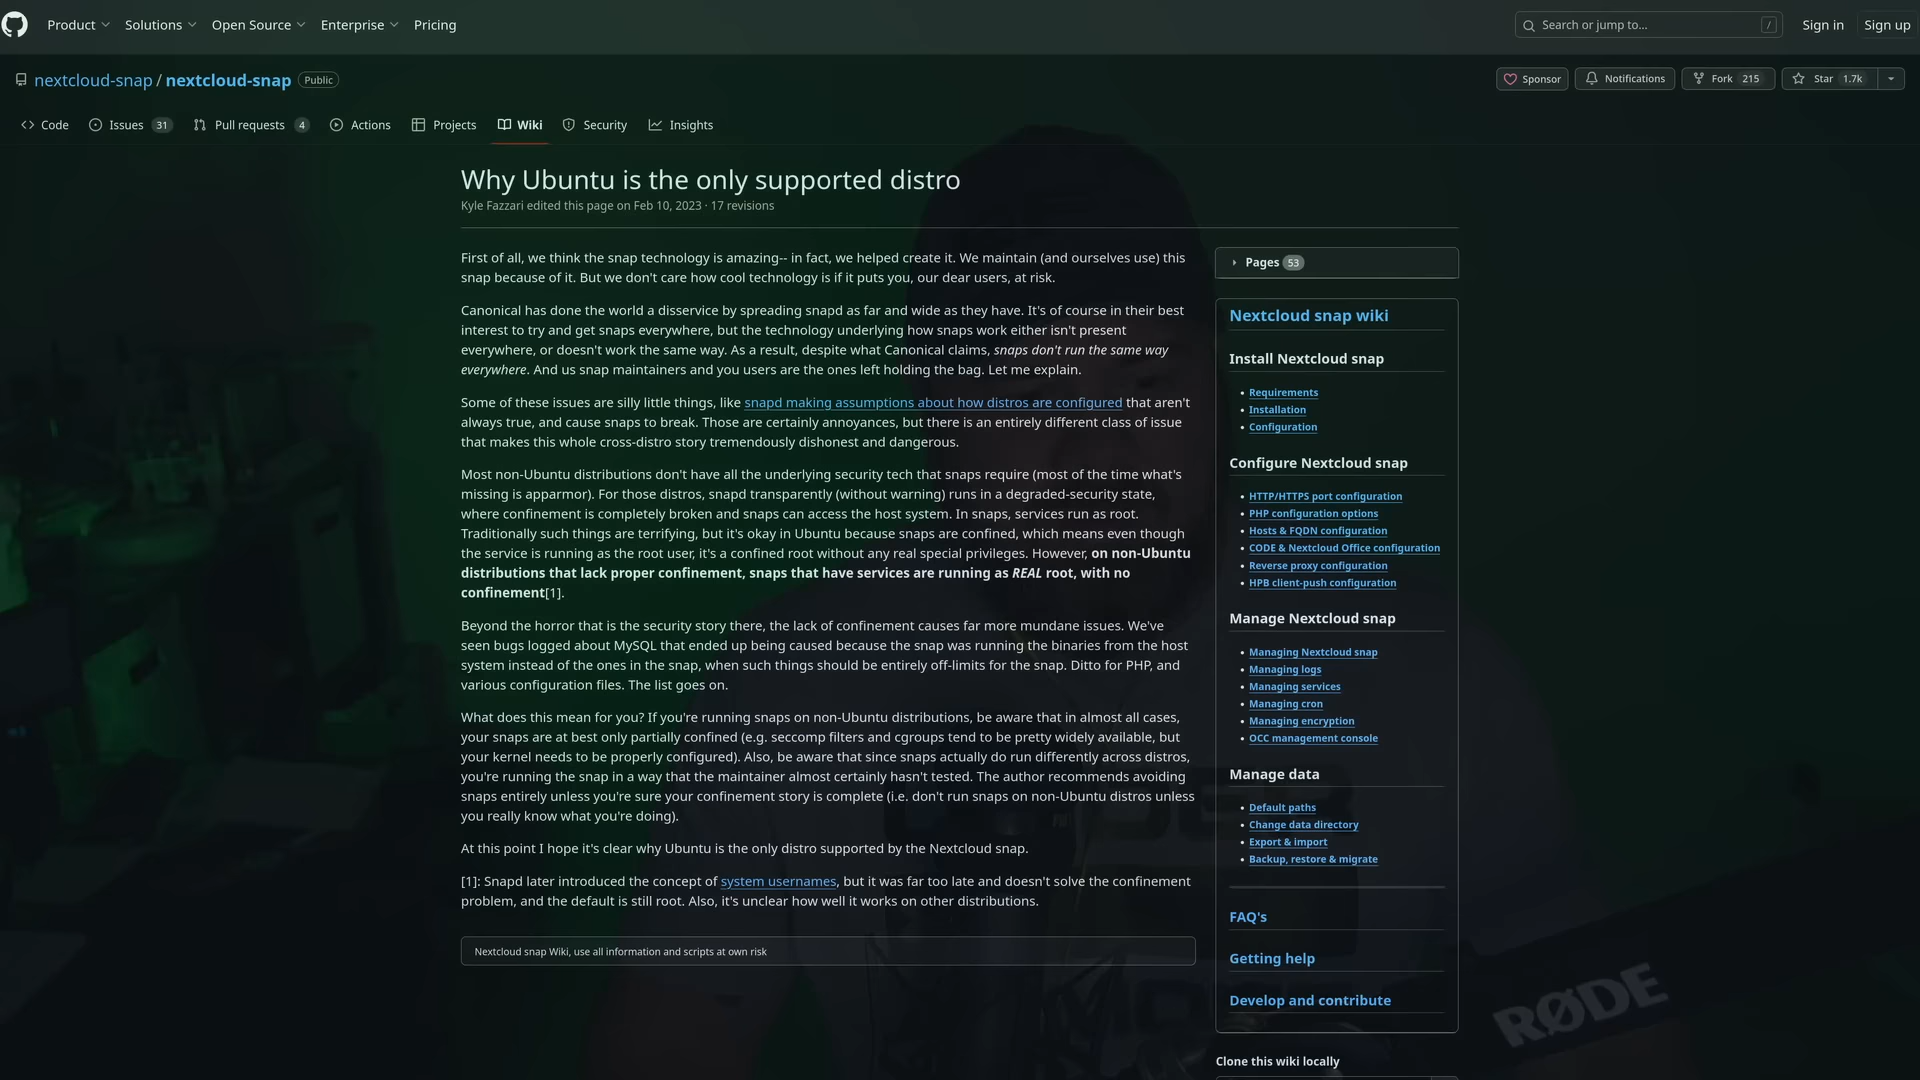 Product Solutions Open Source Enterprise Pricing Search or jump to... / Sign in Sign up
nextcloud-snap / nextcloud-snap Public Sponsor Notifications Fork 215 Star 1.7k
Code Issues 31 Pull requests 4 Actions Projects Wiki Security Insights
Why Ubuntu is the only supported distro
Kyle Fazzari edited this page on Feb 10, 2023 · 17 revisions
First of all, we think the snap technology is amazing-- in fact, we helped create it. We maintain (and ourselves use) this
snap because of it. But we don't care how cool technology is if it puts you, our dear users, at risk.
Canonical has done the world a disservice by spreading snapd as far and wide as they have. It's of course in their best
interest to try and get snaps everywhere, but the technology underlying how snaps work either isn't present
everywhere, or doesn't work the same way. As a result, despite what Canonical claims, snaps don't run the same way
everywhere. And us snap maintainers and you users are the ones left holding the bag. Let me explain.
Some of these issues are silly little things, like snapd making assumptions about how distros are configured that aren't
always true, and cause snaps to break. Those are certainly annoyances, but there is an entirely different class of issue
that makes this whole cross-distro story tremendously dishonest and dangerous.
Most non-Ubuntu distributions don't have all the underlying security tech that snaps require (most of the time what's
missing is apparmor). For those distros, snapd transparently (without warning) runs in a degraded-security state,
where confinement is completely broken and snaps can access the host system. In snaps, services run as root.
Traditionally such things are terrifying, but it's okay in Ubuntu because snaps are confined, which means even though
the service is running as the root user, it's a confined root without any real special privileges. However, on non-Ubuntu
distributions that lack proper confinement, snaps that have services are running as REAL root, with no
confinement[1].
Beyond the horror that is the security story there, the lack of confinement causes far more mundane issues. We've
seen bugs logged about MySQL that ended up being caused because the snap was running the binaries from the host
system instead of the ones in the snap, when such things should be entirely off-limits for the snap. Ditto for PHP, and
various configuration files. The list goes on.
What does this mean for you? If you're running snaps on non-Ubuntu distributions, be aware that in almost all cases,
your snaps are at best only partially confined (e.g. seccomp filters and cgroups tend to be pretty widely available, but
your kernel needs to be properly configured). Also, be aware that since snaps actually do run differently across distros,
you're running the snap in a way that the maintainer almost certainly hasn't tested. The author recommends avoiding
snaps entirely unless you're sure your confinement story is complete (i.e. don't run snaps on non-Ubuntu distros unless
you really know what you're doing).
At this point I hope it's clear why Ubuntu is the only distro supported by the Nextcloud snap.
[1]: Snapd later introduced the concept of system usernames, but it was far too late and doesn't solve the confinement
problem, and the default is still root. Also, it's unclear how well it works on other distributions.
Nextcloud snap Wiki, use all information and scripts at own risk
Pages 53
Nextcloud snap wiki
Install Nextcloud snap
• Requirements
• Installation
• Configuration
Configure Nextcloud snap
• HTTP/HTTPS port configuration
• PHP configuration options
• Hosts & FQDN configuration
• CODE & Nextcloud Office configuration
• Reverse proxy configuration
• HPB client-push configuration
Manage Nextcloud snap
• Managing Nextcloud snap
• Managing logs
• Managing services
• Managing cron
• Managing encryption
• OCC management console
Manage data
• Default paths
• Change data directory
• Export & import
• Backup, restore & migrate
FAQ's
Getting help
Develop and contribute
Clone this wiki locally
RØDE